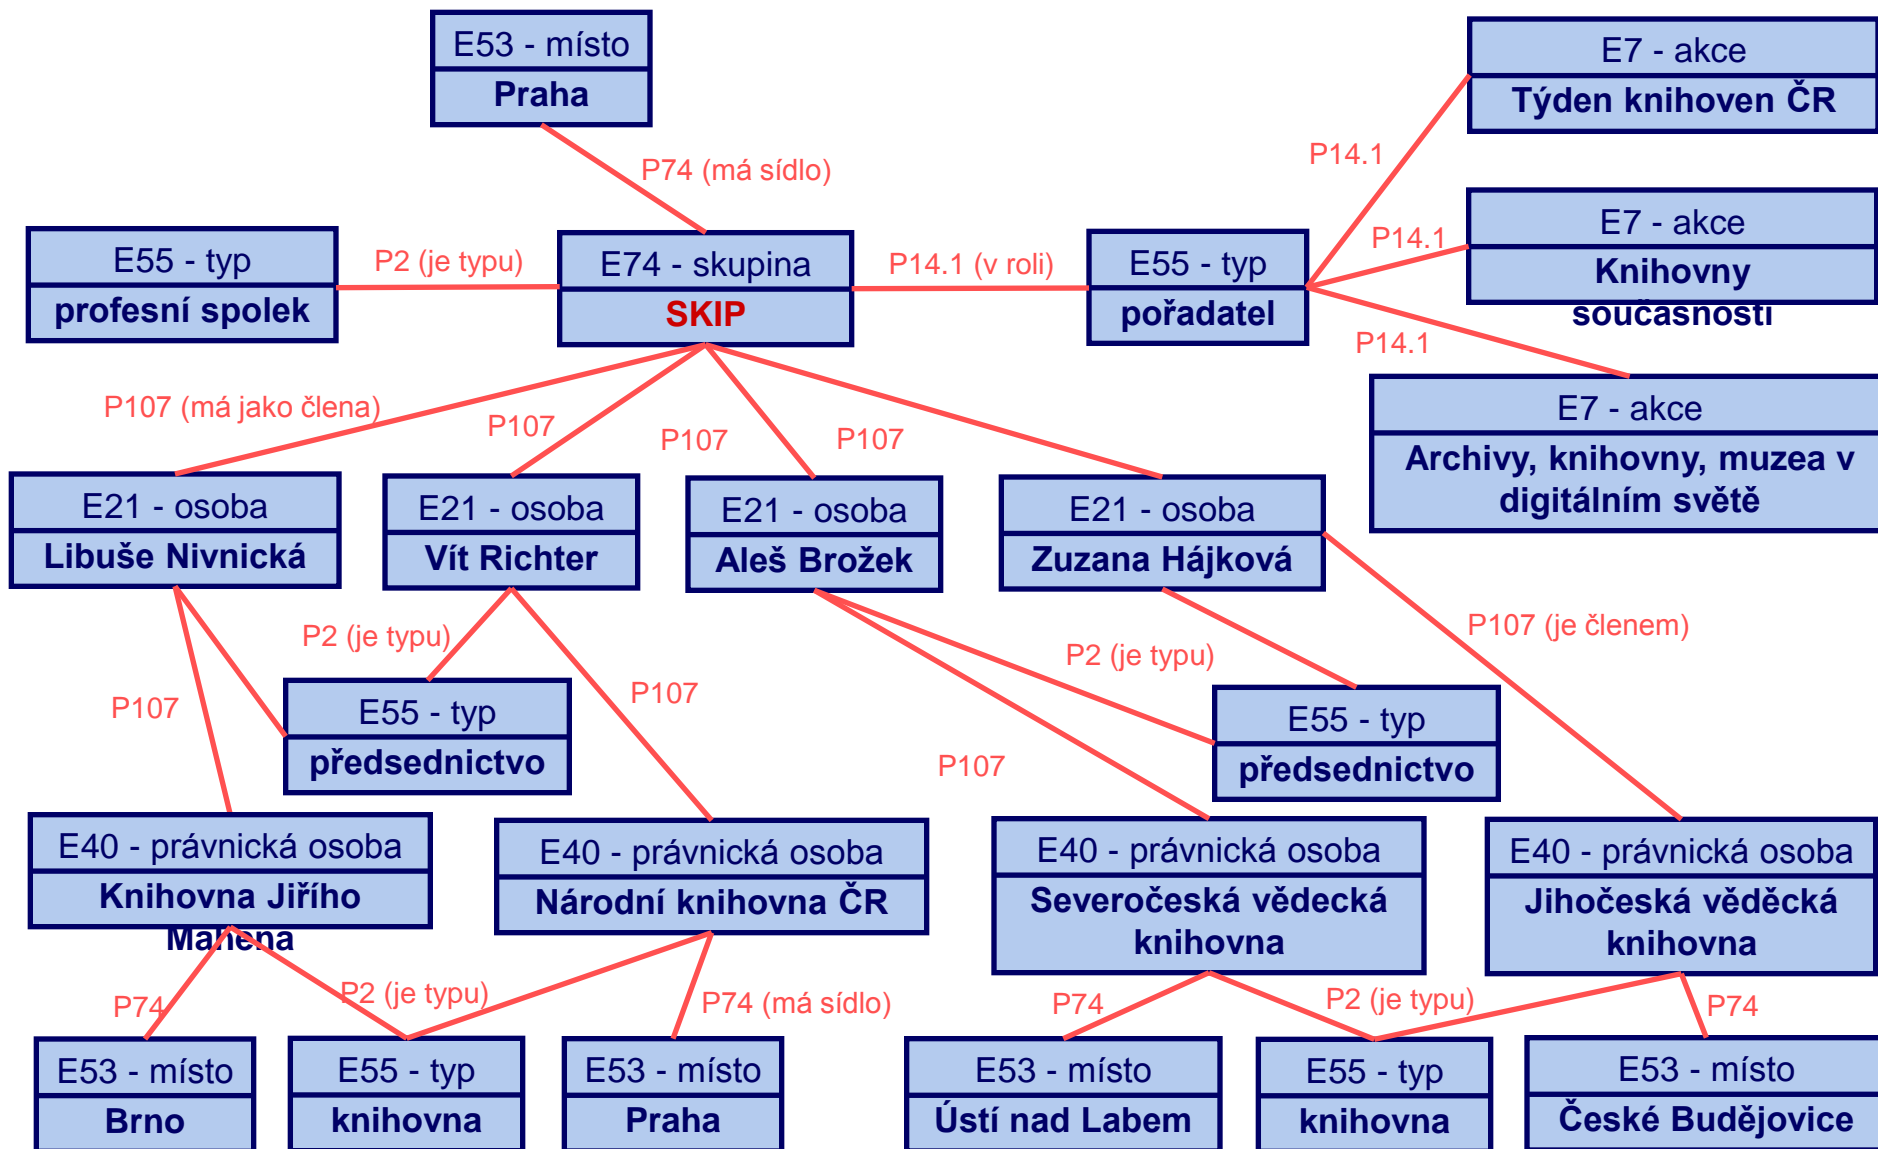 E53 - místo
Praha
E7 - akce
Týden knihoven ČR
P14.1
P74 (má sídlo)
E7 - akce
Knihovny
současnosti
P14.1
E55 - typ
profesní spolek
P2 (je typu)
E74 - skupina
SKIP
P14.1 (v roli)
E55 - typ
pořadatel
P14.1
E7 - akce
Archivy, knihovny, muzea v
digitálním světě
P107 (má jako člena)
P107
P107
P107
E21 - osoba
Libuše Nivnická
E21 - osoba
Vít Richter
E21 - osoba
Aleš Brožek
E21 - osoba
Zuzana Hájková
P2 (je typu)
P2 (je typu)
P107 (je členem)
P107
P107
P107
E55 - typ
předsednictvo
E55 - typ
předsednictvo
E40 - právnická osoba
Knihovna Jiřího
Mahena
E40 - právnická osoba
Národní knihovna ČR
E40 - právnická osoba
Severočeská vědecká
knihovna
E40 - právnická osoba
Jihočeská věděcká
knihovna
P74
P2 (je typu)
P74 (má sídlo)
P74
P2 (je typu)
P74
E53 - místo
Brno
E55 - typ
knihovna
E53 - místo
Praha
E53 - místo
Ústí nad Labem
E55 - typ
knihovna
E53 - místo
České Budějovice